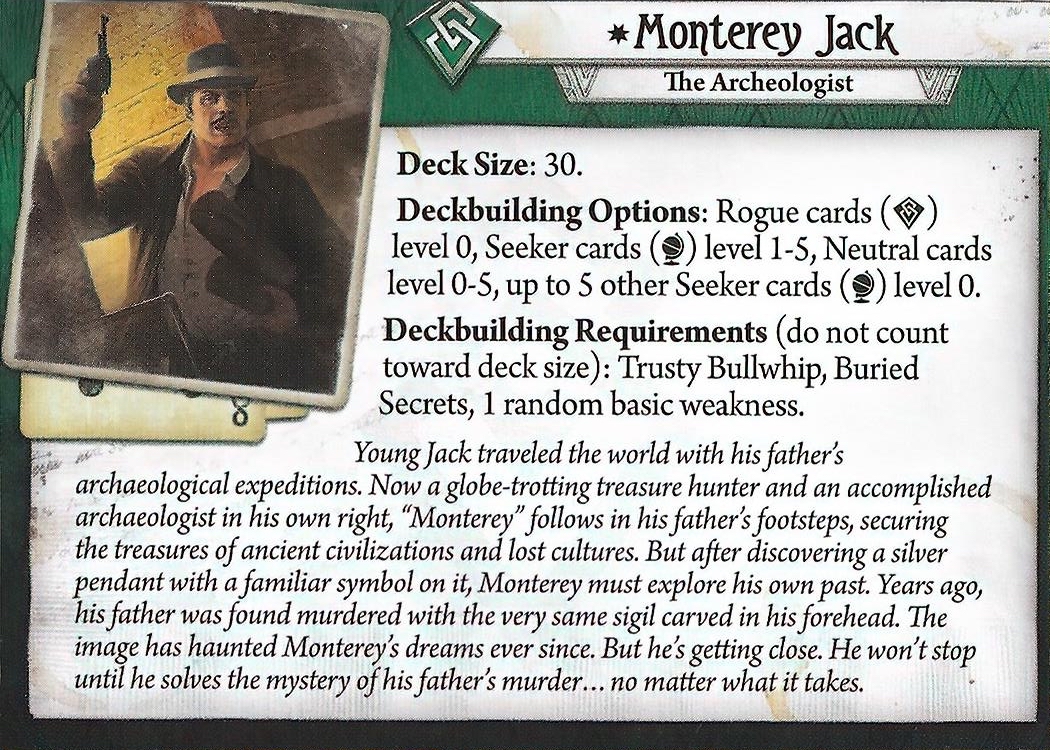 Monterey Jack
The Archeologist
Deck Size: 30.
Deckbuilding Options: Rogue cards ( )
level 0, Seeker cards ( ) level 1-5, Neutral cards
level 0-5, up to 5 other Seeker cards ( ) level 0.
Deckbuilding Requirements (do not count
toward deck size): Trusty Bullwhip, Buried
Secrets, 1 random basic weakness.
8
Young Jack traveled the world with his father's
archaeological expeditions. Now a globe-trotting treasure hunter and an accomplished
archaeologist in his own right, “Monterey” follows in his father's footsteps, securing
the treasures of ancient civilizations and lost cultures. But after discovering a silver
pendant with a familiar symbol on it, Monterey must explore his own past. Years ago,
his father was found murdered with the very same sigil carved in his forehead. The
image has haunted Monterey's dreams ever since. But he's getting close. He won't stop
until he solves the mystery of his father's murder… no matter what it takes.